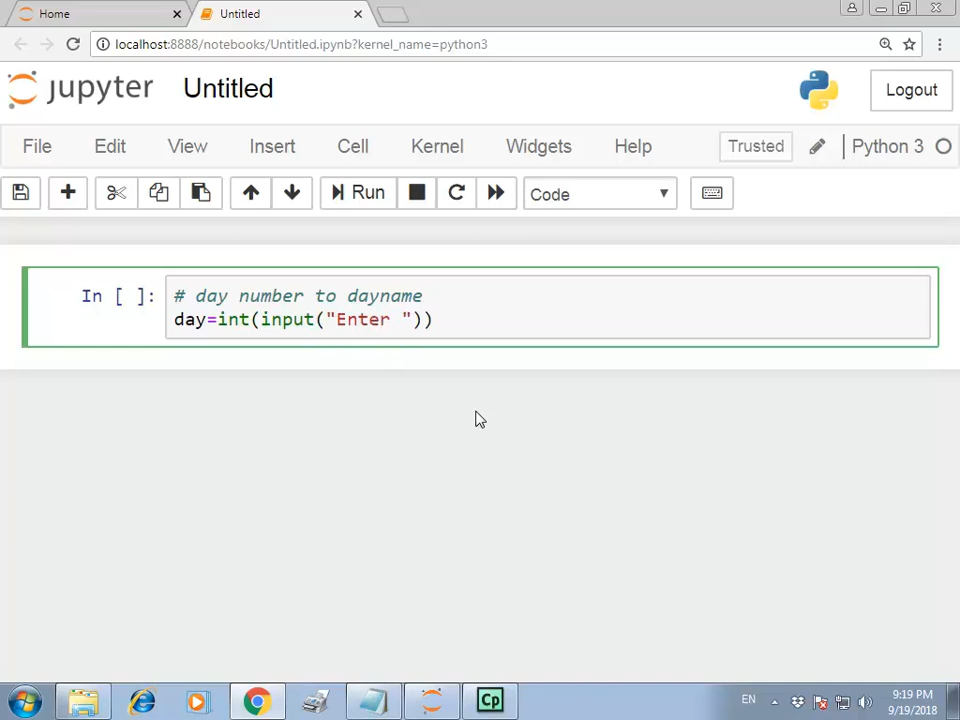 Home
Untitled
localhost:8888/notebooks/Untitled.ipynb?kernel_name=python3
jupyter Untitled
Logout
File Edit View Insert Cell Kernel Widgets Help Trusted Python 3
Run Code
In [ ]: # day number to dayname
day=int(input("Enter "))
Cp
EN
9:19 PM
9/19/2018